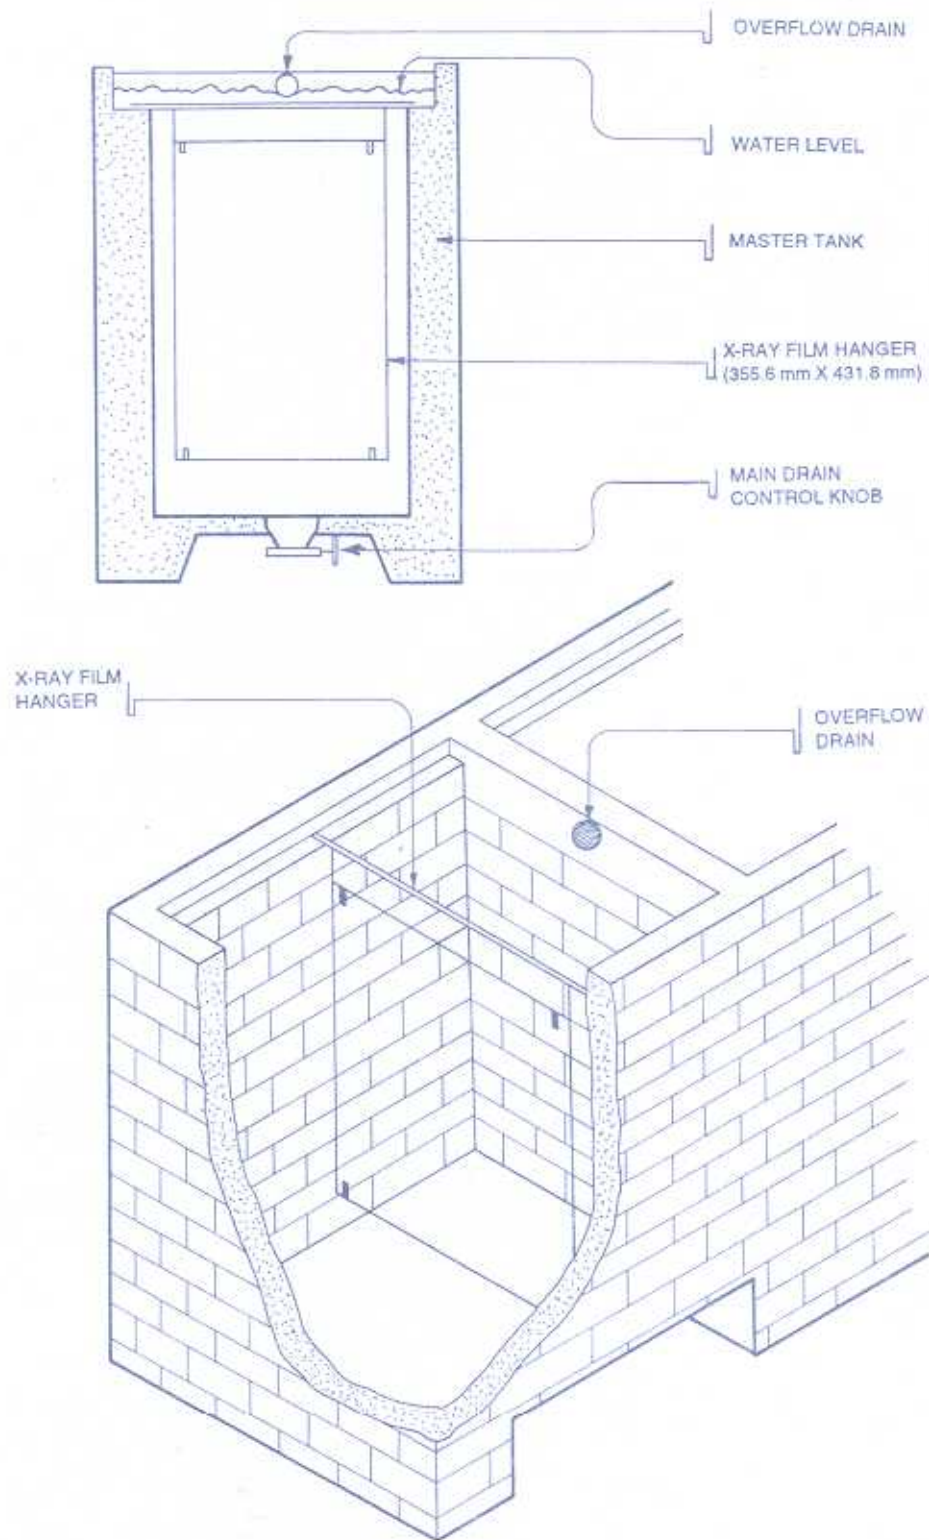 OVERFLOW DRAIN
WATER LEVEL
MASTER TANK
X-RAY FILM HANGER
(355.6 mm X 431.8 mm)
MAIN DRAIN
CONTROL KNOB
X-RAY FILM
HANGER
OVERFLOW
DRAIN